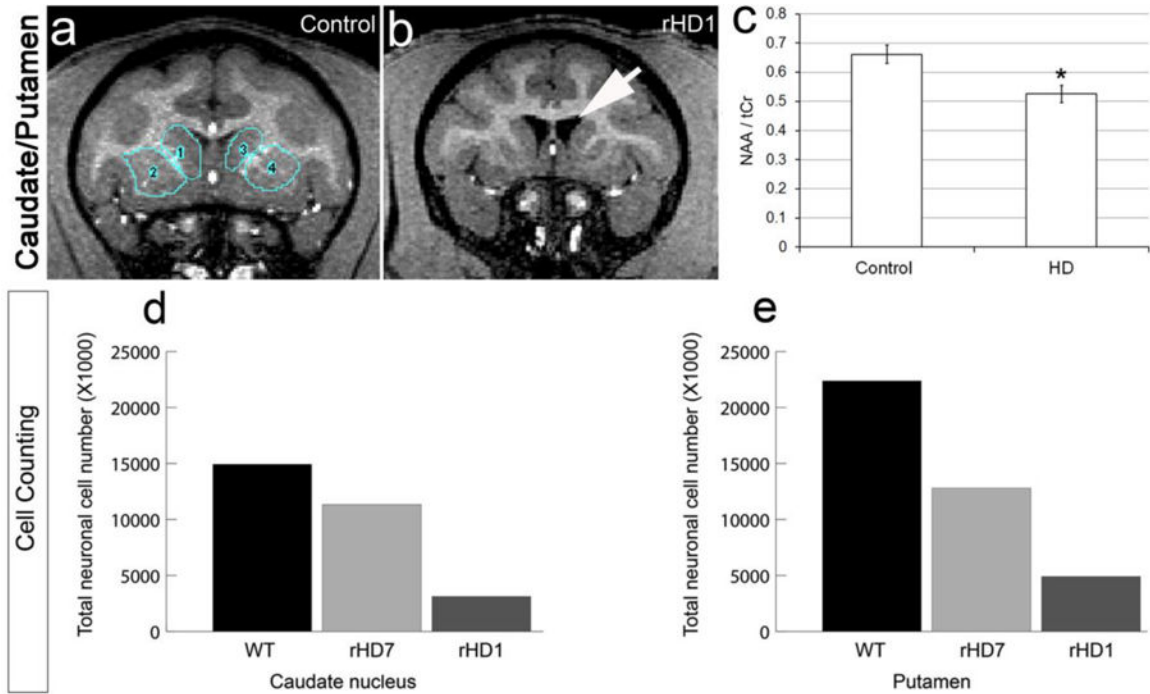 Caudate/Putamen
a
Control
1
2
3
4
b
rHD1
c
NAA / tCr
0.8
0.7
0.6
0.5
0.4
0.3
0.2
0.1
0
*
Control
HD
Cell Counting
d
Total neuronal cell number (X1000)
25000
20000
15000
10000
5000
0
WT
rHD7
rHD1
Caudate nucleus
e
Total neuronal cell number (X1000)
25000
20000
15000
10000
5000
0
WT
rHD7
rHD1
Putamen